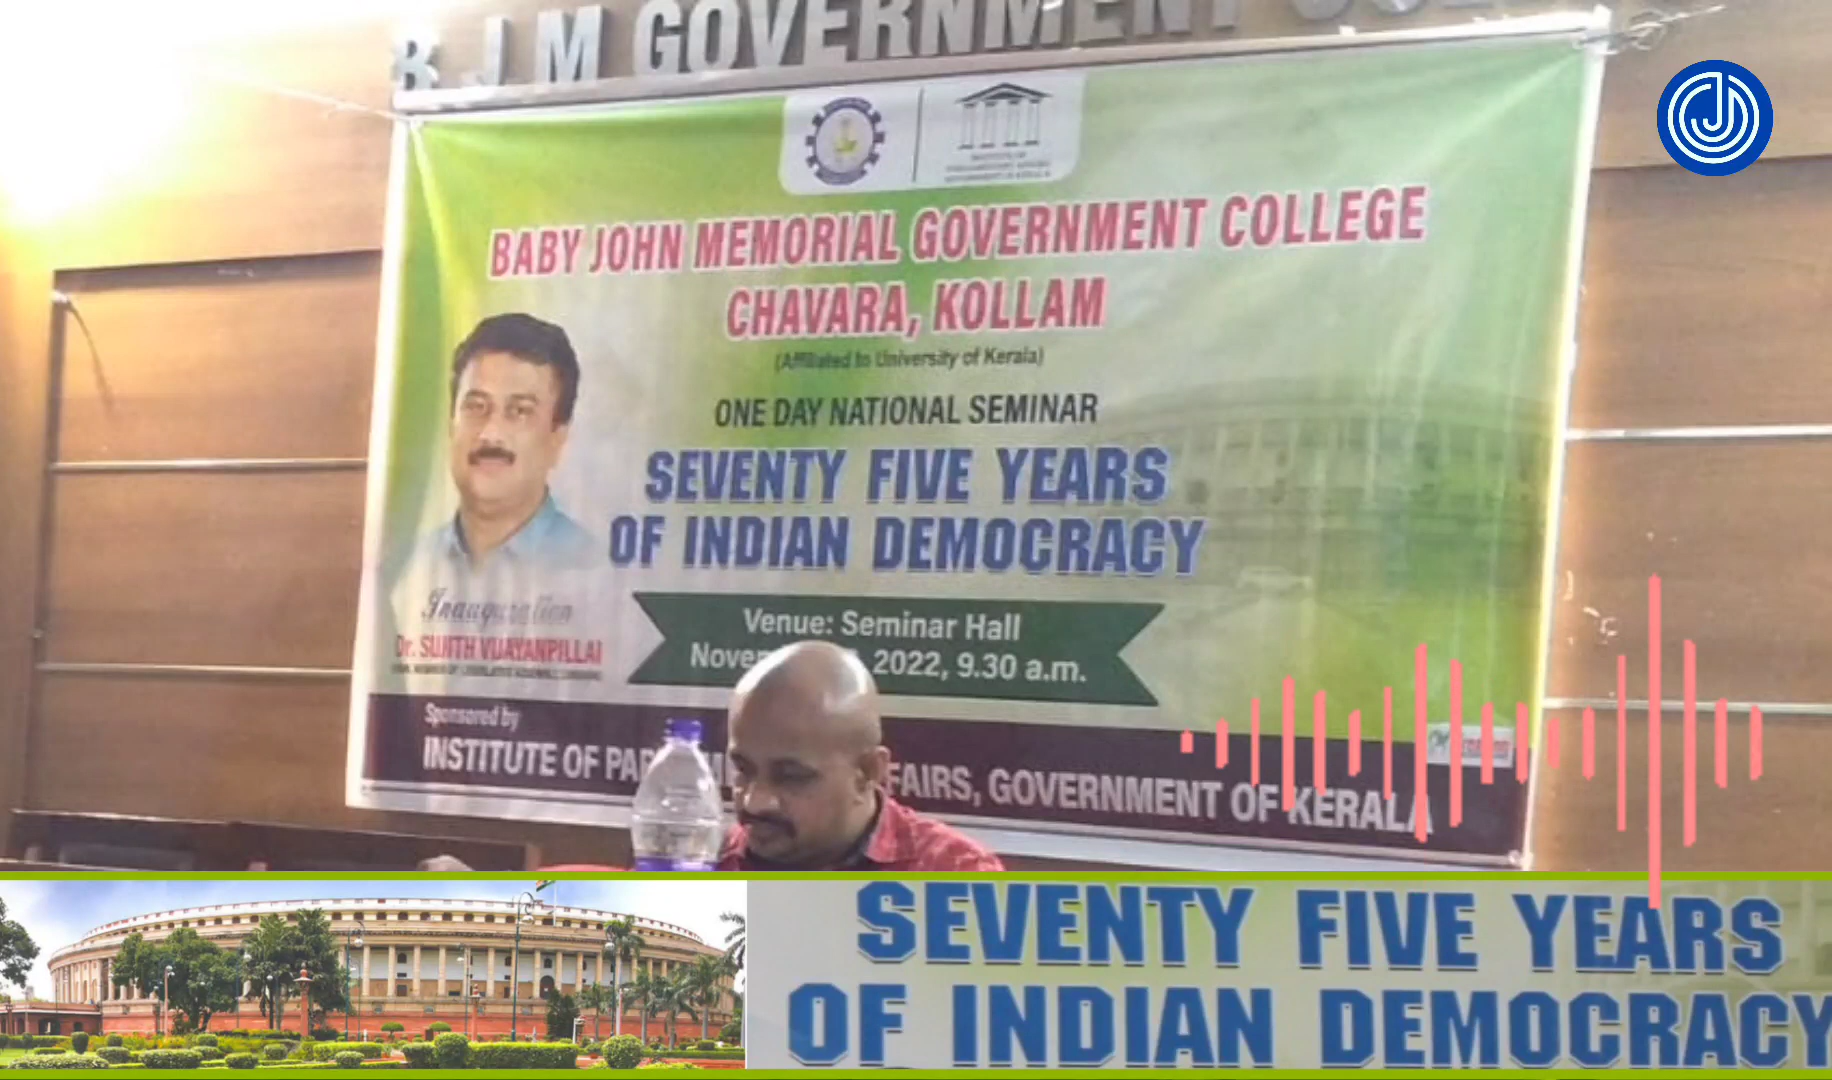 B J M GOVERNMENT
BABY JOHN MEMORIAL GOVERNMENT COLLEGE
CHAVARA, KOLLAM
(Affiliated to University of Kerala)
ONE DAY NATIONAL SEMINAR
SEVENTY FIVE YEARS
OF INDIAN DEMOCRACY
Inauguration
Dr. SUJITH VIJAYANPILLAI
Venue: Seminar Hall
2022, 9.30 a.m.
Sponsored by
INSTITUTE OF GOVERNMENT OF KERALA
SEVENTY FIVE YEARS
OF INDIAN DEMOCRACY